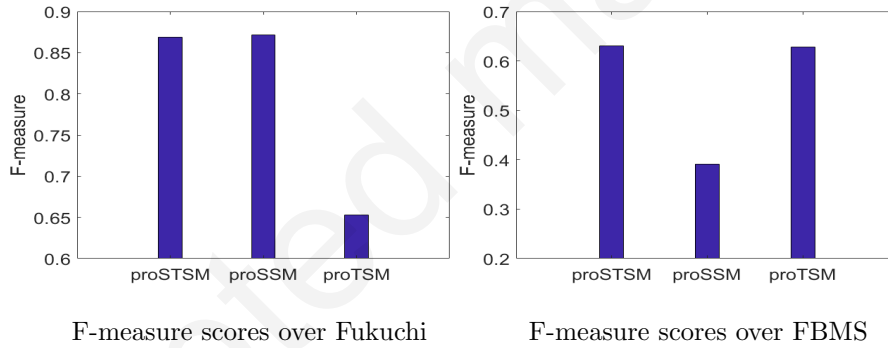 0.9
0.85
0.8
0.75
0.7
0.65
0.6
F-measure
proSTSM proSSM proTSM
F-measure scores over Fukuchi
0.7
0.6
0.5
0.4
0.3
0.2
F-measure
proSTSM proSSM proTSM
F-measure scores over FBMS